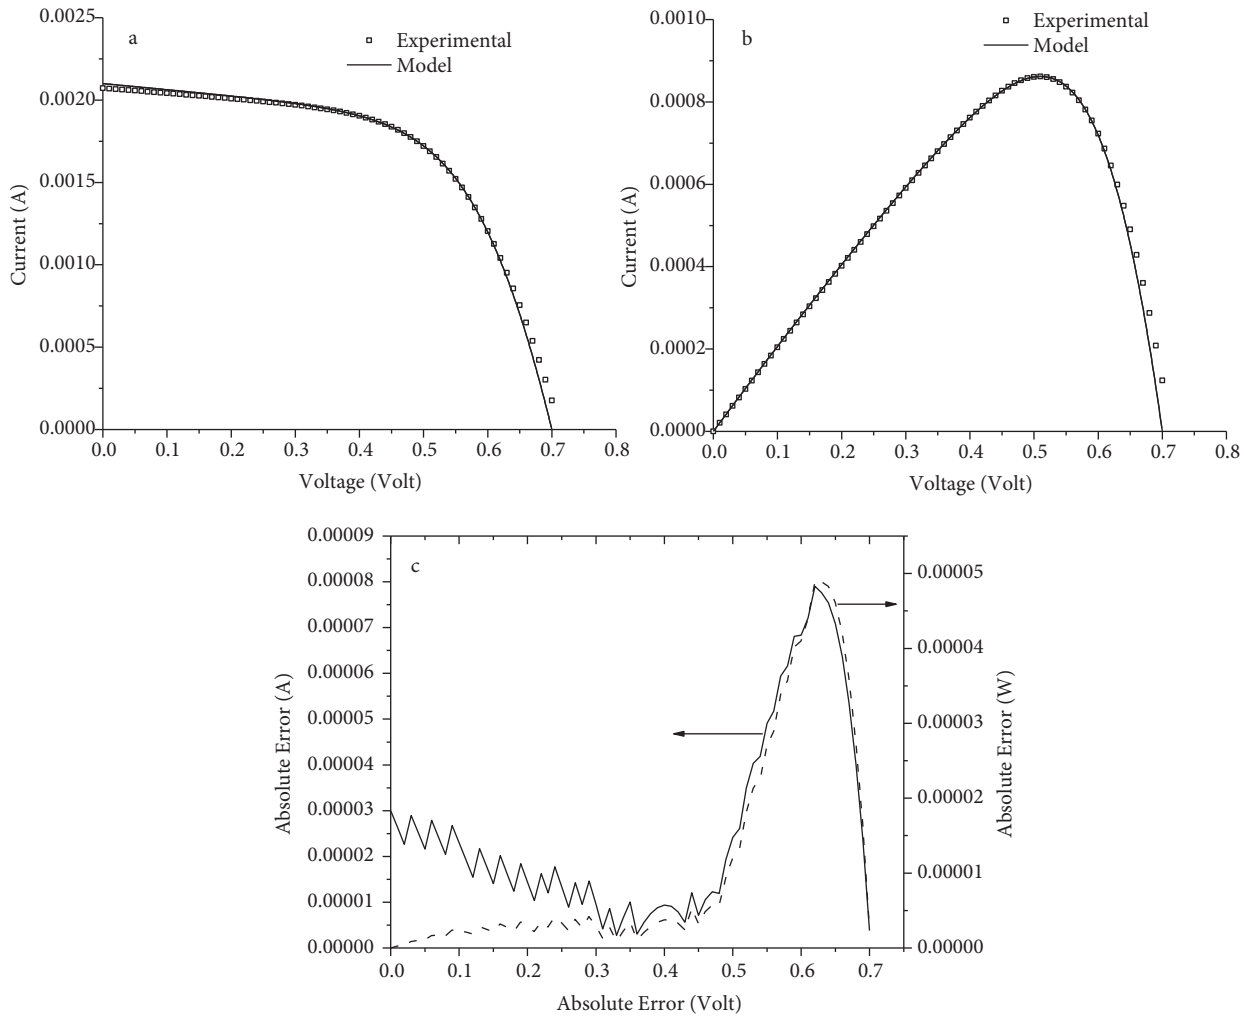 a
Experimental
Model
0.0025
0.0020
0.0015
0.0010
0.0005
0.0000
Current (A)
0.0 0.1 0.2 0.3 0.4 0.5 0.6 0.7 0.8
Voltage (Volt)
b
Experimental
Model
0.0010
0.0008
0.0006
0.0004
0.0002
0.0000
Current (A)
0.0 0.1 0.2 0.3 0.4 0.5 0.6 0.7 0.8
Voltage (Volt)
c
0.00009
0.00008
0.00007
0.00006
0.00005
0.00004
0.00003
0.00002
0.00001
0.00000
Absolute Error (A)
0.00005
0.00004
0.00003
0.00002
0.00001
0.00000
Absolute Error (W)
0.0 0.1 0.2 0.3 0.4 0.5 0.6 0.7
Absolute Error (Volt)